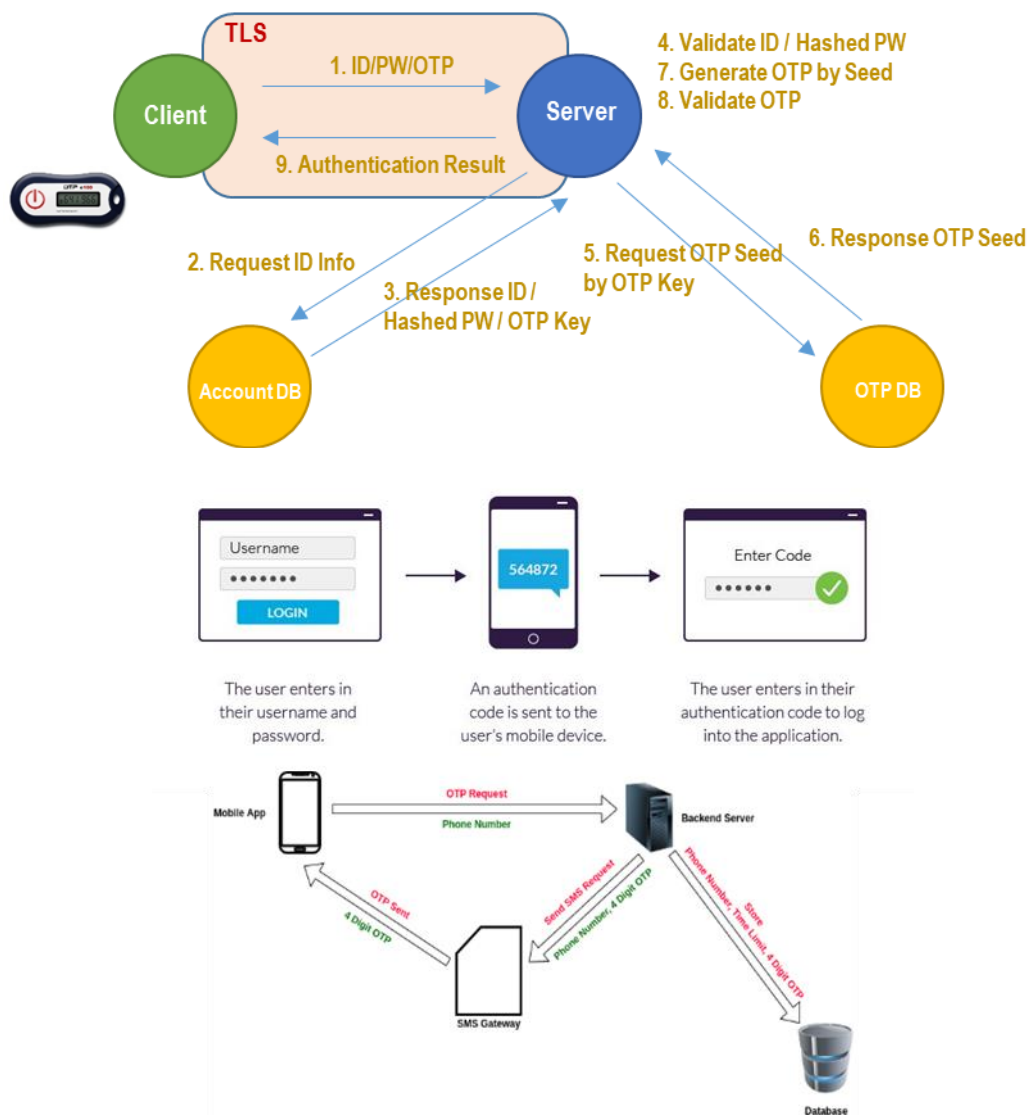 TLS
1. ID/PW/OTP
Client
Server
9. Authentication Result
4. Validate ID / Hashed PW
7. Generate OTP by Seed
8. Validate OTP
OTP
2. Request ID Info
3. Response ID /
Hashed PW / OTP Key
5. Request OTP Seed
by OTP Key
6. Response OTP Seed
Account DB
OTP DB
Username
LOGIN
564872
Enter Code
The user enters in
their username and
password.
An authentication
code is sent to the
user's mobile device.
The user enters in their
authentication code to log
into the application.
Mobile App
OTP Request
Phone Number
Backend Server
OTP Sent
4 Digit OTP
Send SMS Request
Phone Number, 4 Digit OTP
Store
Phone Number, Time Limit, 4 Digit OTP
SMS Gateway
Database